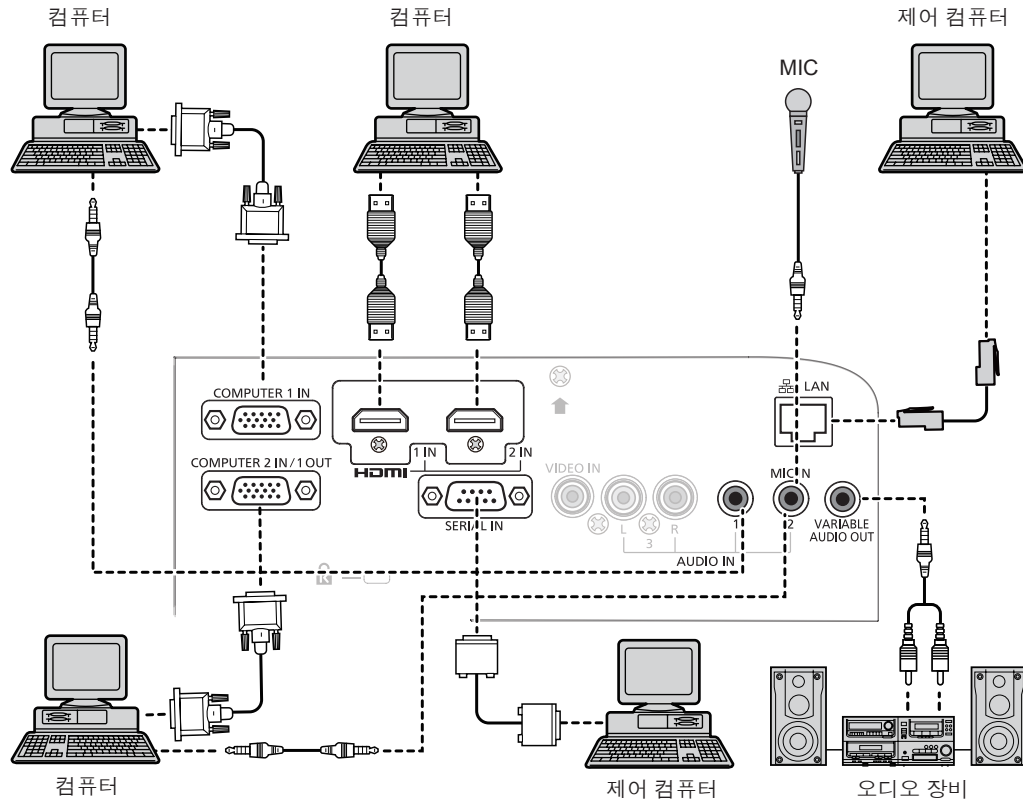 컴퓨터
컴퓨터
제어 컴퓨터
MIC
COMPUTER 1 IN
LAN
COMPUTER 2 IN/1 OUT
HDMI
1 IN
2 IN
VIDEO IN
MIC IN
SERIAL IN
L
R
1
2
VARIABLE
AUDIO OUT
3
AUDIO IN
컴퓨터
제어 컴퓨터
오디오 장비